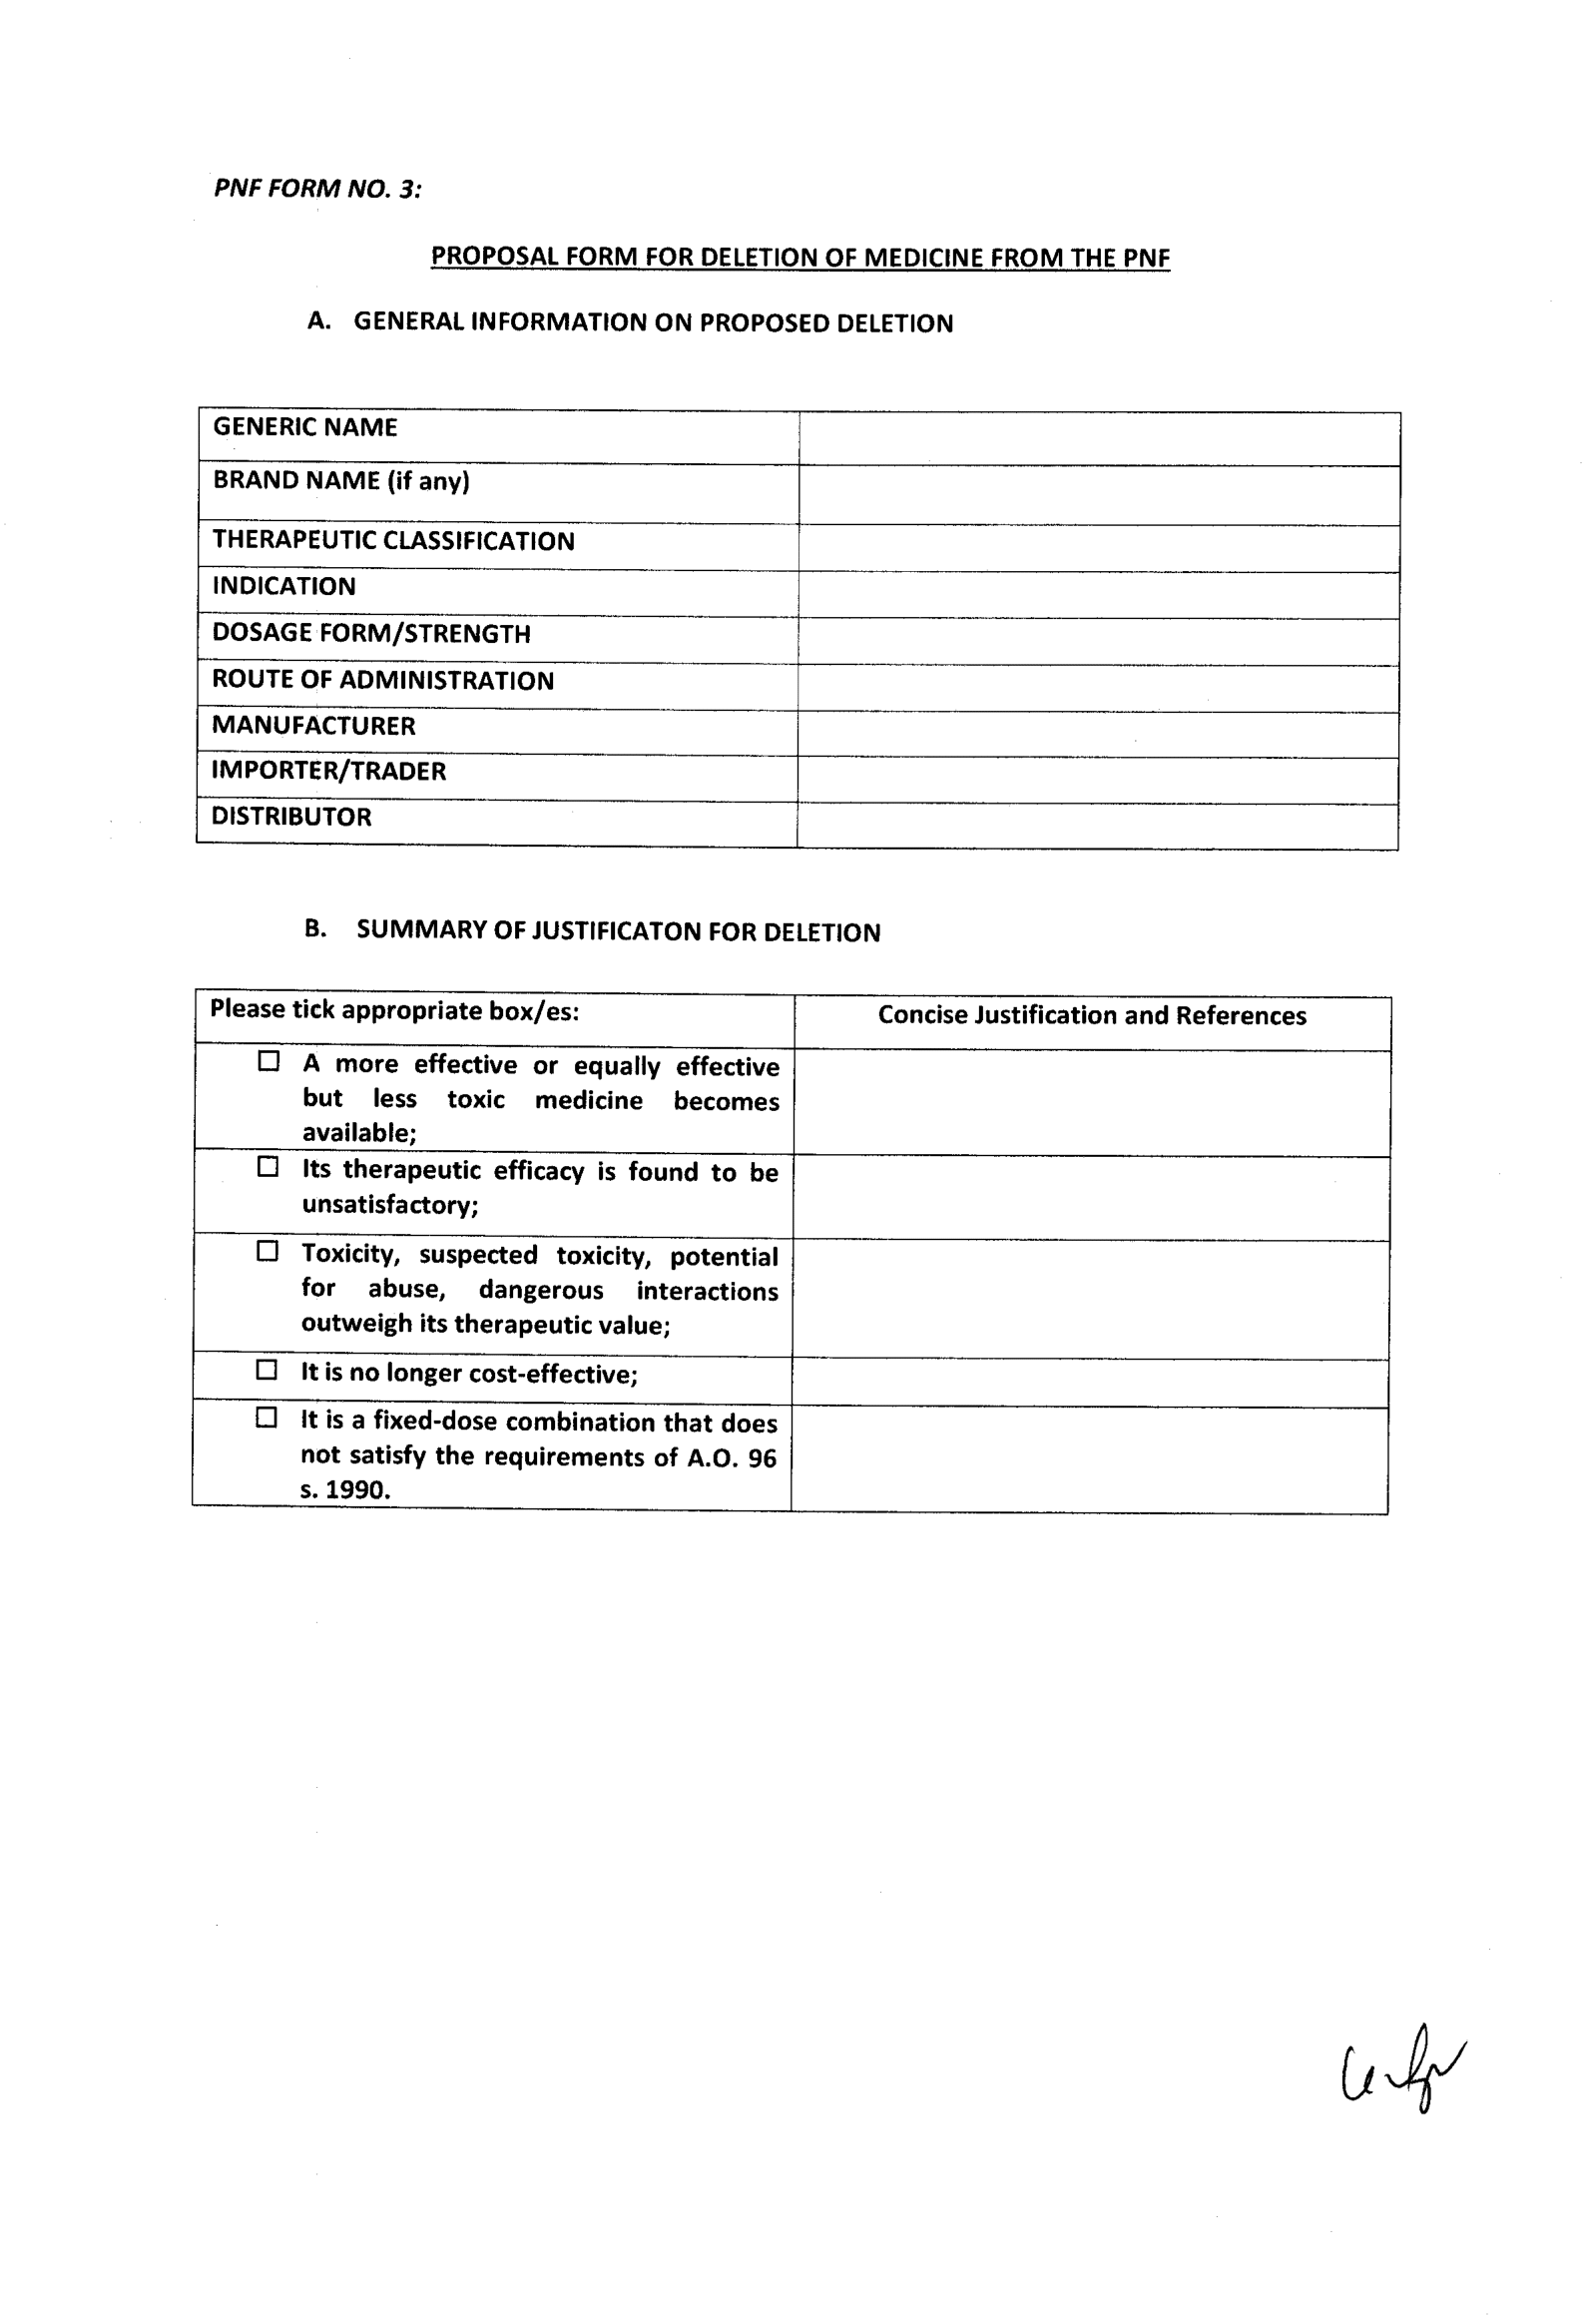 PNF FORM NO. 3:
PROPOSAL FORM FOR DELETION OF MEDICINE FROM THE PNF
A. GENERAL INFORMATION ON PROPOSED DELETION
GENERIC NAME
BRAND NAME (if any)
THERAPEUTIC CLASSIFICATION
INDICATION
DOSAGE FORM/STRENGTH
ROUTE OF ADMINISTRATION
MANUFACTURER
IMPORTER/TRADER
DISTRIBUTOR
B. SUMMARY OF JUSTIFICATON FOR DELETION
Please tick appropriate box/es:
Concise Justification and References
☐ A more effective or equally effective
but less toxic medicine becomes
available;
☐ Its therapeutic efficacy is found to be
unsatisfactory;
☐ Toxicity, suspected toxicity, potential
for abuse, dangerous interactions
outweigh its therapeutic value;
☐ It is no longer cost-effective;
☐ It is a fixed-dose combination that does
not satisfy the requirements of A.O. 96
s. 1990.